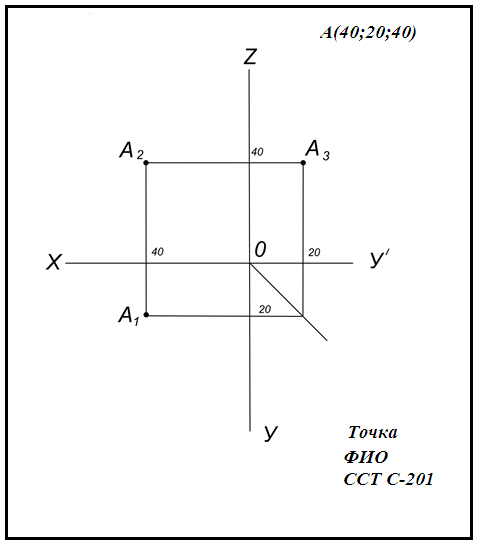 A(40;20;40)
Z
A2 40 A3
40 0 20
X У′
A1 20
У
Точка
ФИО
ССТ С-201